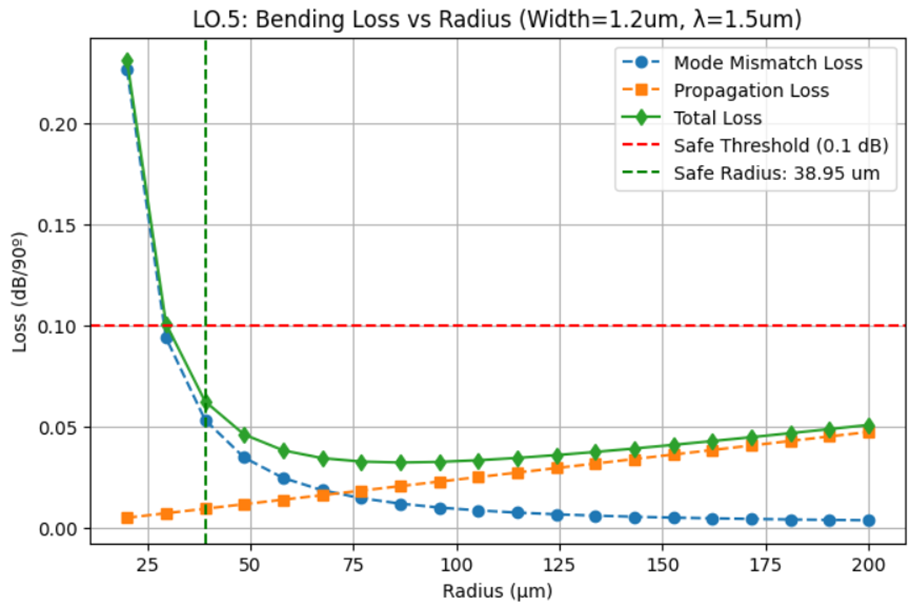 LO.5: Bending Loss vs Radius (Width=1.2um, λ=1.5um)
Mode Mismatch Loss
Propagation Loss
Total Loss
Safe Threshold (0.1 dB)
Safe Radius: 38.95 um
Loss (dB/90º)
0.20
0.15
0.10
0.05
0.00
25
50
75
100
125
150
175
200
Radius (μm)